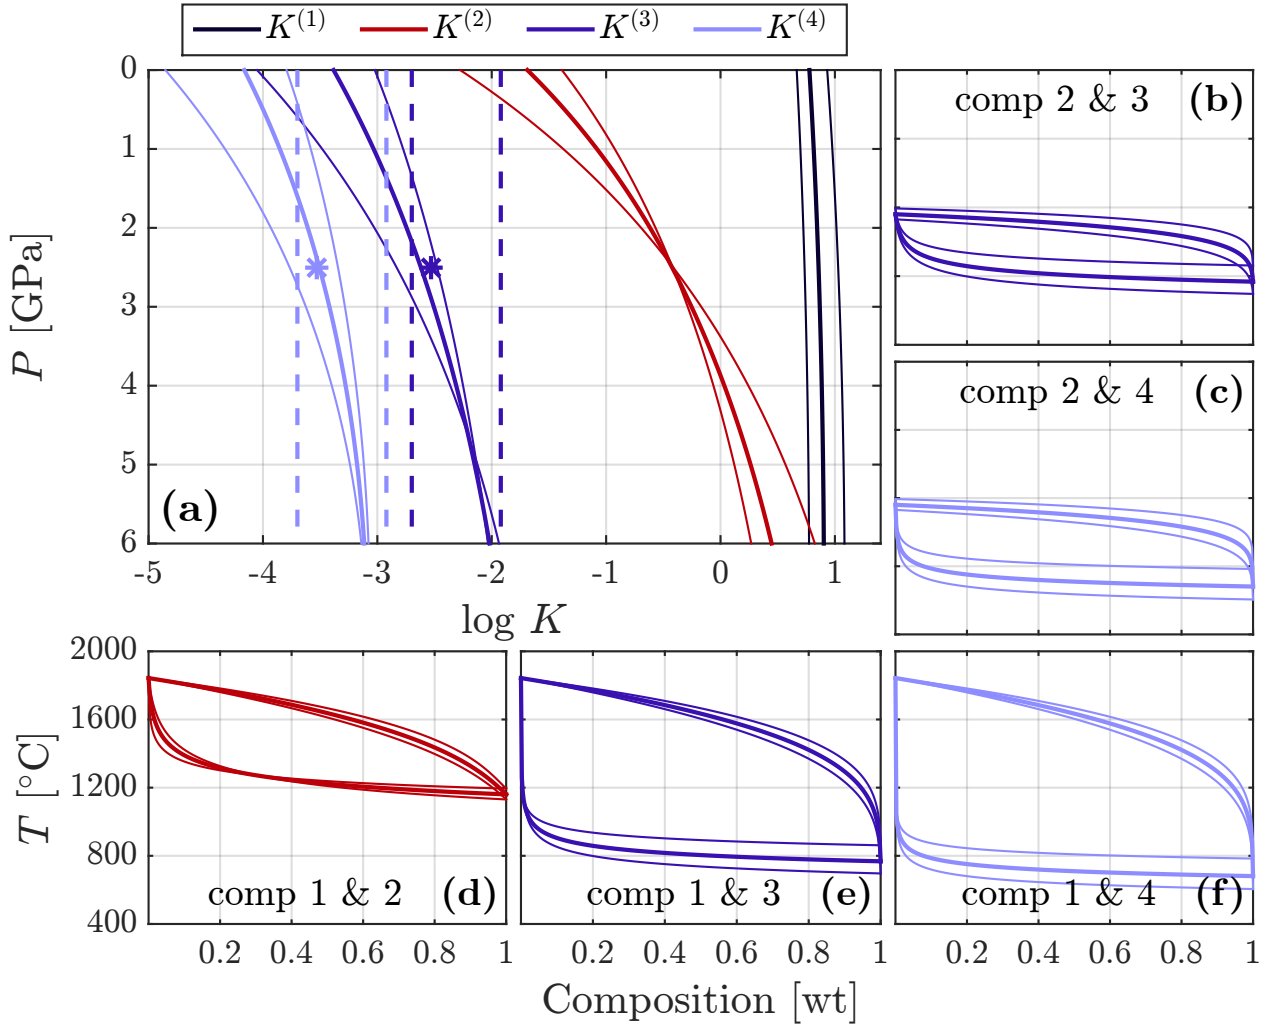 K(1) K(2) K(3) K(4)
0
1
2
3
4
5
6
P [GPa]
(a)
-5 -4 -3 -2 -1 0 1
log K
comp 2 & 3 (b)
comp 2 & 4 (c)
2000
1600
1200
800
400
T [°C]
comp 1 & 2 (d)
comp 1 & 3 (e)
comp 1 & 4 (f)
0.2 0.4 0.6 0.8 0.2 0.4 0.6 0.8 1 0.2 0.4 0.6 0.8 1
Composition [wt]